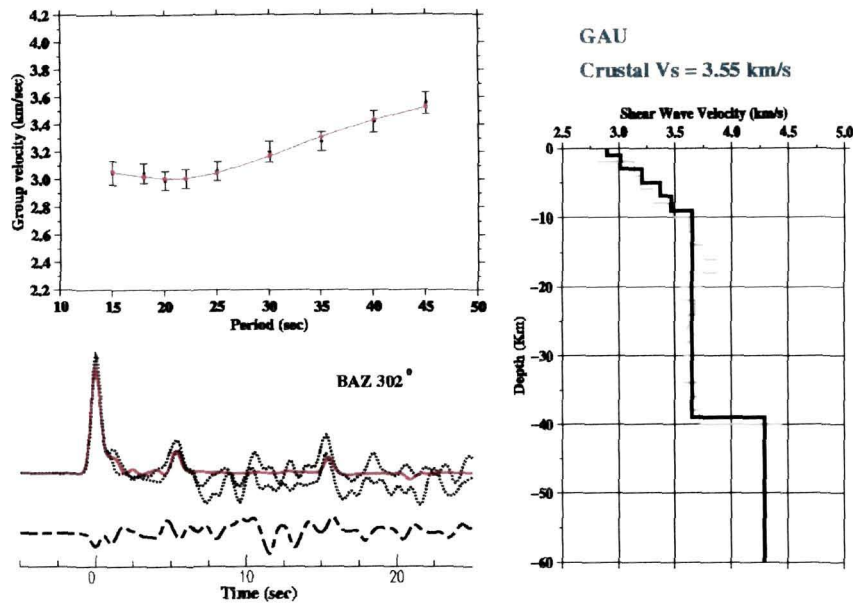 4.2
4.0
3.8
3.6
3.4
3.2
3.0
2.8
2.6
2.4
2.2
Group velocity (km/sec)
10 15 20 25 30 35 40 45 50
Period (sec)
BAZ 302°
0 10 20
Time (sec)
GAU
Crustal Vs = 3.55 km/s
Shear Wave Velocity (km/s)
2.5 3.0 3.5 4.0 4.5 5.0
0
−10
−20
−30
−40
−50
−60
Depth (Km)